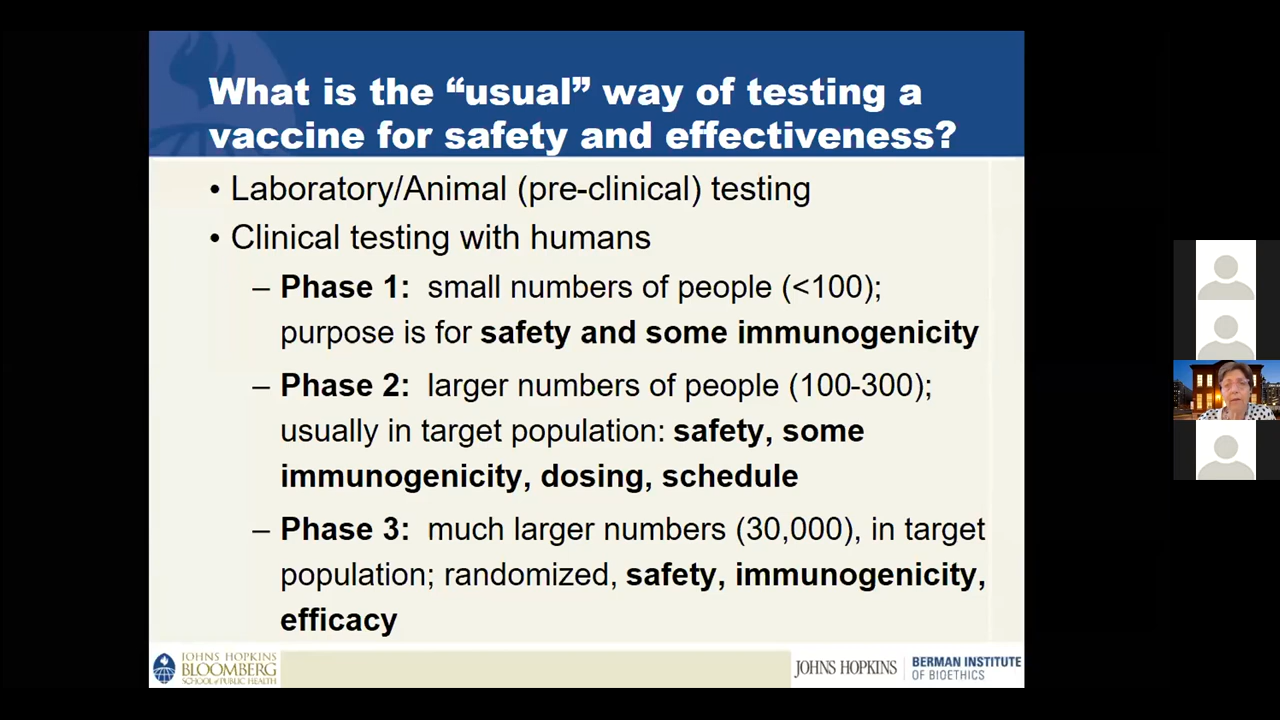 What is the “usual” way of testing a
vaccine for safety and effectiveness?
• Laboratory/Animal (pre-clinical) testing
• Clinical testing with humans
– Phase 1: small numbers of people (<100);
purpose is for safety and some immunogenicity
– Phase 2: larger numbers of people (100-300);
usually in target population: safety, some
immunogenicity, dosing, schedule
– Phase 3: much larger numbers (30,000), in target
population; randomized, safety, immunogenicity,
efficacy
JOHNS HOPKINS
BLOOMBERG
SCHOOL of PUBLIC HEALTH
JOHNS HOPKINS
BERMAN INSTITUTE
OF BIOETHICS